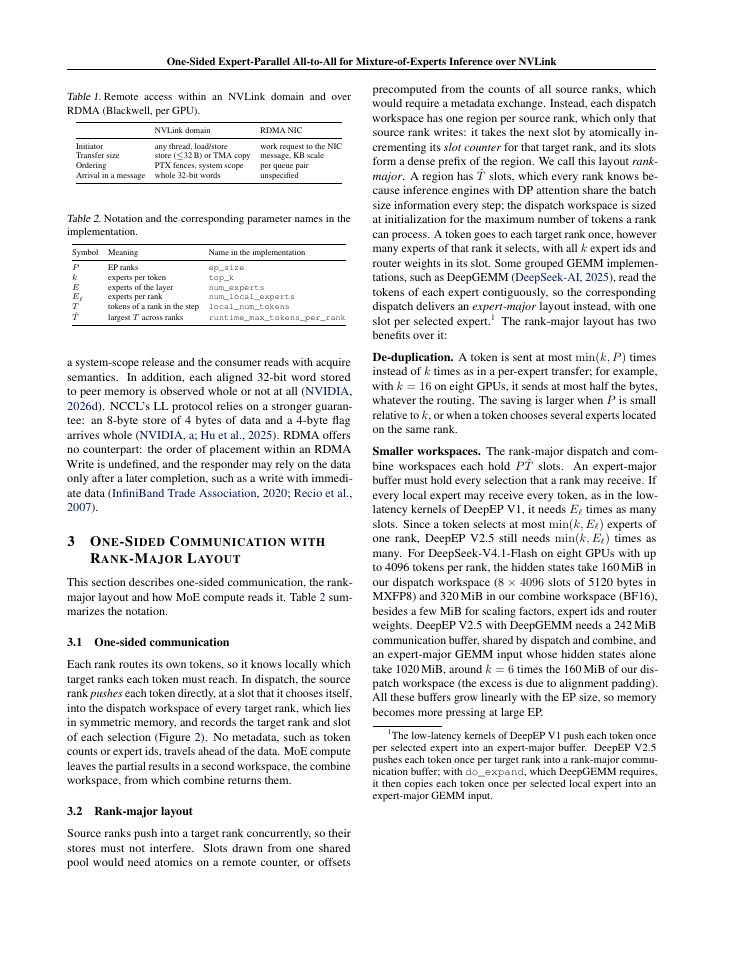 One-Sided Expert-Parallel All-to-All for Mixture-of-Experts Inference over NVLink
Table 1. Remote access within an NVLink domain and over
RDMA (Blackwell, per GPU).
NVLink domain RDMA NIC
Initiator any thread, load/store work request to the NIC
Transfer size store (≤32 B) or TMA copy message, KB scale
Ordering PTX fences, system scope per queue pair
Arrival in a message whole 32-bit words unspecified
Table 2. Notation and the corresponding parameter names in the
implementation.
Symbol Meaning Name in the implementation
P EP ranks ep_size
k experts per token top_k
E experts of the layer num_experts
Eℓ experts per rank num_local_experts
T tokens of a rank in the step local_num_tokens
T̂ largest T across ranks runtime_max_tokens_per_rank
a system-scope release and the consumer reads with acquire
semantics. In addition, each aligned 32-bit word stored
to peer memory is observed whole or not at all (NVIDIA,
2026d). NCCL's LL protocol relies on a stronger guaran-
tee: an 8-byte store of 4 bytes of data and a 4-byte flag
arrives whole (NVIDIA, a; Hu et al., 2025). RDMA offers
no counterpart: the order of placement within an RDMA
Write is undefined, and the responder may rely on the data
only after a later completion, such as a write with immedi-
ate data (InfiniBand Trade Association, 2020; Recio et al.,
2007).
3 ONE-SIDED COMMUNICATION WITH
RANK-MAJOR LAYOUT
This section describes one-sided communication, the rank-
major layout and how MoE compute reads it. Table 2 sum-
marizes the notation.
3.1 One-sided communication
Each rank routes its own tokens, so it knows locally which
target ranks each token must reach. In dispatch, the source
rank pushes each token directly, at a slot that it chooses itself,
into the dispatch workspace of every target rank, which lies
in symmetric memory, and records the target rank and slot
of each selection (Figure 2). No metadata, such as token
counts or expert ids, travels ahead of the data. MoE compute
leaves the partial results in a second workspace, the combine
workspace, from which combine returns them.
3.2 Rank-major layout
Source ranks push into a target rank concurrently, so their
stores must not interfere. Slots drawn from one shared
pool would need atomics on a remote counter, or offsets
precomputed from the counts of all source ranks, which
would require a metadata exchange. Instead, each dispatch
workspace has one region per source rank, which only that
source rank writes: it takes the next slot by atomically in-
crementing its slot counter for that target rank, and its slots
form a dense prefix of the region. We call this layout rank-
major. A region has T̂ slots, which every rank knows be-
cause inference engines with DP attention share the batch
size information every step; the dispatch workspace is sized
at initialization for the maximum number of tokens a rank
can process. A token goes to each target rank once, however
many experts of that rank it selects, with all k expert ids and
router weights in its slot. Some grouped GEMM implemen-
tations, such as DeepGEMM (DeepSeek-AI, 2025), read the
tokens of each expert contiguously, so the corresponding
dispatch delivers an expert-major layout instead, with one
slot per selected expert.¹ The rank-major layout has two
benefits over it:
De-duplication. A token is sent at most min(k, P) times
instead of k times as in a per-expert transfer; for example,
with k = 16 on eight GPUs, it sends at most half the bytes,
whatever the routing. The saving is larger when P is small
relative to k, or when a token chooses several experts located
on the same rank.
Smaller workspaces. The rank-major dispatch and com-
bine workspaces each hold PT̂ slots. An expert-major
buffer must hold every selection that a rank may receive. If
every local expert may receive every token, as in the low-
latency kernels of DeepEP V1, it needs Eℓ times as many
slots. Since a token selects at most min(k, Eℓ) experts of
one rank, DeepEP V2.5 still needs min(k, Eℓ) times as
many. For DeepSeek-V4.1-Flash on eight GPUs with up
to 4096 tokens per rank, the hidden states take 160 MiB in
our dispatch workspace (8 × 4096 slots of 5120 bytes in
MXFP8) and 320 MiB in our combine workspace (BF16),
besides a few MiB for scaling factors, expert ids and router
weights. DeepEP V2.5 with DeepGEMM needs a 242 MiB
communication buffer, shared by dispatch and combine, and
an expert-major GEMM input whose hidden states alone
take 1020 MiB, around k = 6 times the 160 MiB of our dis-
patch workspace (the excess is due to alignment padding).
All these buffers grow linearly with the EP size, so memory
becomes more pressing at large EP.
¹The low-latency kernels of DeepEP V1 push each token once
per selected expert into an expert-major buffer. DeepEP V2.5
pushes each token once per target rank into a rank-major commu-
nication buffer; with do_expand, which DeepGEMM requires,
it then copies each token once per selected local expert into an
expert-major GEMM input.